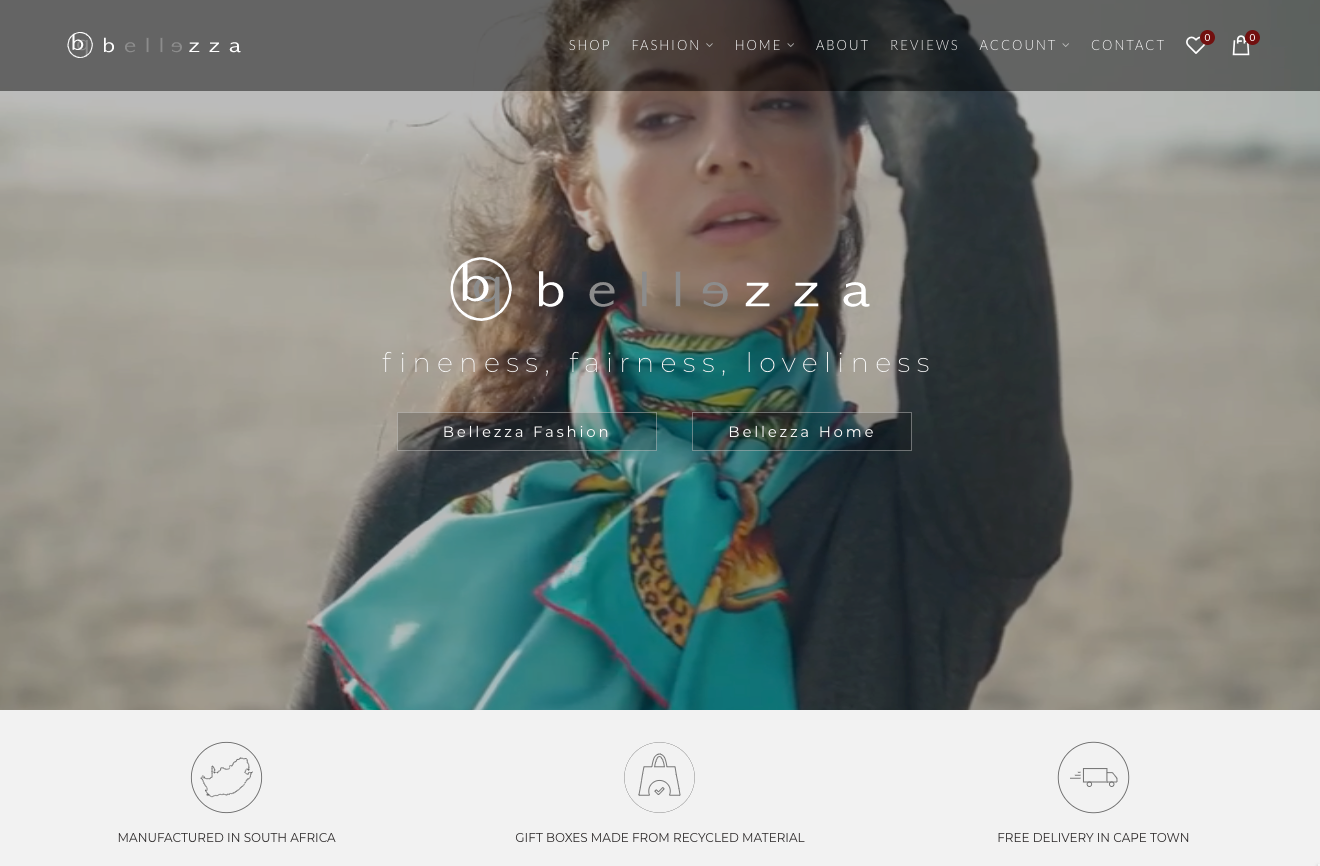 bellezza
SHOP FASHION HOME ABOUT REVIEWS ACCOUNT CONTACT 0 0
bellezza
fineness, fairness, loveliness
Bellezza Fashion Bellezza Home
MANUFACTURED IN SOUTH AFRICA GIFT BOXES MADE FROM RECYCLED MATERIAL FREE DELIVERY IN CAPE TOWN